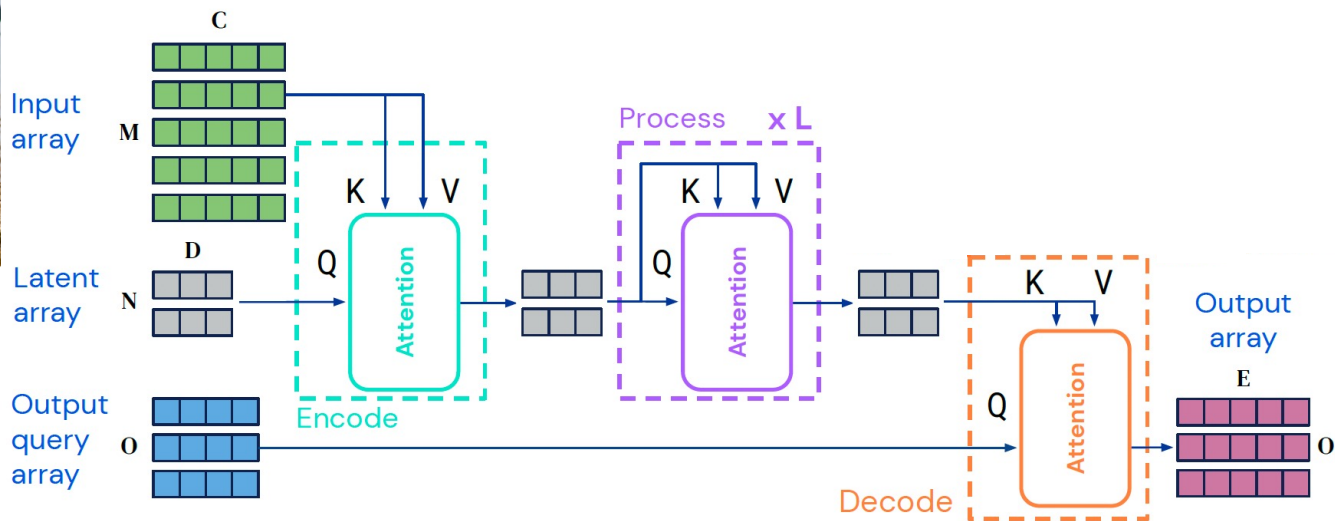 C
Input
array
M
D
Latent
array
N
Output
query
array
O
K
V
Q
Attention
Encode
Process
x L
K
V
Q
Attention
K
V
Q
Attention
Decode
Output
array
E
O